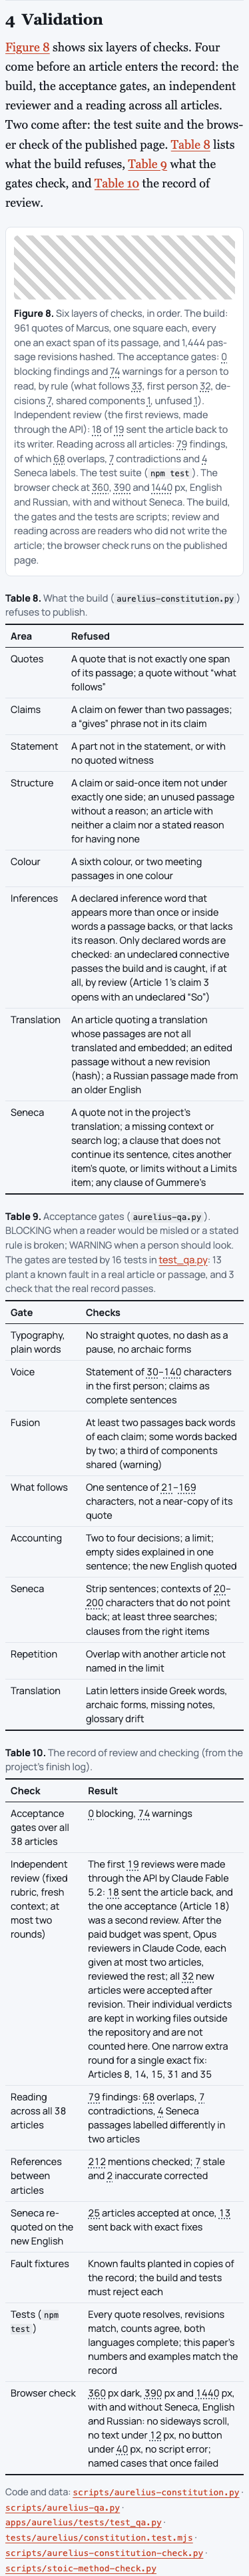 4 Validation
Figure 8 shows six layers of checks. Four
come before an article enters the record: the
build, the acceptance gates, an independent
reviewer and a reading across all articles.
Two come after: the test suite and the brows-
er check of the published page. Table 8 lists
what the build refuses, Table 9 what the
gates check, and Table 10 the record of
review.
Figure 8. Six layers of checks, in order. The build:
961 quotes of Marcus, one square each, every
one an exact span of its passage, and 1,444 pas-
sage revisions hashed. The acceptance gates: 0
blocking findings and 74 warnings for a person to
read, by rule (what follows 33, first person 32, de-
cisions 7, shared components 1, unfused 1).
Independent review (the first reviews, made
through the API): 18 of 19 sent the article back to
its writer. Reading across all articles: 79 findings,
of which 68 overlaps, 7 contradictions and 4
Seneca labels. The test suite (npm test). The
browser check at 360, 390 and 1440 px, English
and Russian, with and without Seneca. The build,
the gates and the tests are scripts; review and
reading across are readers who did not write the
article; the browser check runs on the published
page.
Table 8. What the build (aurelius-constitution.py)
refuses to publish.
Area Refused
Quotes A quote that is not exactly one span
of its passage; a quote without “what
follows”
Claims A claim on fewer than two passages;
a “gives” phrase not in its claim
Statement A part not in the statement, or with
no quoted witness
Structure A claim or said-once item not under
exactly one side; an unused passage
without a reason; an article with
neither a claim nor a stated reason
for having none
Colour A sixth colour, or two meeting
passages in one colour
Inferences A declared inference word that
appears more than once or inside
words a passage backs, or that lacks
its reason. Only declared words are
checked: an undeclared connective
passes the build and is caught, if at
all, by review (Article 1’s claim 3
opens with an undeclared “So”)
Translation An article quoting a translation
whose passages are not all
translated and embedded; an edited
passage without a new revision
(hash); a Russian passage made from
an older English
Seneca A quote not in the project’s
translation; a missing context or
search log; a clause that does not
continue its sentence, cites another
item’s quote, or limits without a Limits
item; any clause of Gummere’s
Table 9. Acceptance gates (aurelius-qa.py).
BLOCKING when a reader would be misled or a stated
rule is broken; WARNING when a person should look.
The gates are tested by 16 tests in test_qa.py: 13
plant a known fault in a real article or passage, and 3
check that the real record passes.
Gate Checks
Typography,
plain words No straight quotes, no dash as a
pause, no archaic forms
Voice Statement of 30–140 characters
in the first person; claims as
complete sentences
Fusion At least two passages back words
of each claim; some words backed
by two; a third of components
shared (warning)
What follows One sentence of 21–169
characters, not a near-copy of its
quote
Accounting Two to four decisions; a limit;
empty sides explained in one
sentence; the new English quoted
Seneca Strip sentences; contexts of 20–
200 characters that do not point
back; at least three searches;
clauses from the right items
Repetition Overlap with another article not
named in the limit
Translation Latin letters inside Greek words,
archaic forms, missing notes,
glossary drift
Table 10. The record of review and checking (from the
project’s finish log).
Check Result
Acceptance
gates over all
38 articles 0 blocking, 74 warnings
Independent
review (fixed
rubric, fresh
context; at
most two
rounds) The first 19 reviews were made
through the API by Claude Fable
5.2: 18 sent the article back, and
the one acceptance (Article 18)
was a second review. After the
paid budget was spent, Opus
reviewers in Claude Code, each
given at most two articles,
reviewed the rest; all 32 new
articles were accepted after
revision. Their individual verdicts
are kept in working files outside
the repository and are not
counted here. One narrow extra
round for a single exact fix:
Articles 8, 14, 15, 31 and 35
Reading
across all 38
articles 79 findings: 68 overlaps, 7
contradictions, 4 Seneca
passages labelled differently in
two articles
References
between
articles 212 mentions checked; 7 stale
and 2 inaccurate corrected
Seneca re-
quoted on the
new English 25 articles accepted at once, 13
sent back with exact fixes
Fault fixtures Known faults planted in copies of
the record; the build and tests
must reject each
Tests (npm
test) Every quote resolves, revisions
match, counts agree, both
languages complete; this paper’s
numbers and examples match the
record
Browser check 360 px dark, 390 px and 1440 px,
with and without Seneca, English
and Russian: no sideways scroll,
no text under 12 px, no button
under 40 px, no script error;
named cases that once failed
Code and data: scripts/aurelius-constitution.py ·
scripts/aurelius-qa.py ·
apps/aurelius/tests/test_qa.py ·
tests/aurelius/constitution.test.mjs ·
scripts/aurelius-constitution-check.py ·
scripts/stoic-method-check.py